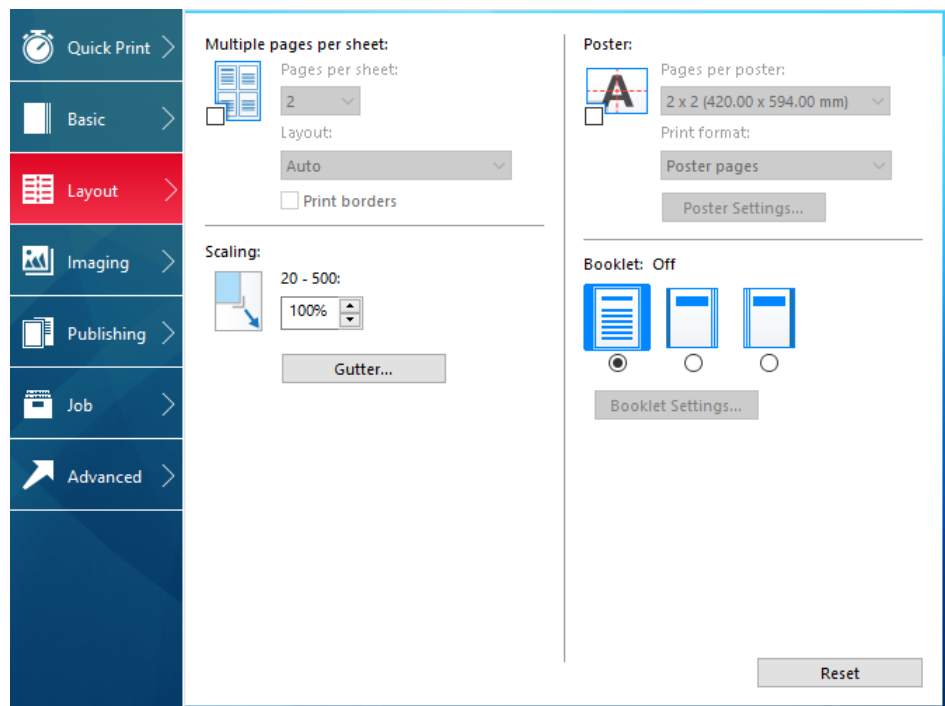 Quick Print
Basic
Layout
Imaging
Publishing
Job
Advanced
Multiple pages per sheet:
Pages per sheet:
2
Layout:
Auto
Print borders
Scaling:
20 - 500:
100%
Gutter...
Poster:
A
Pages per poster:
2 x 2 (420.00 x 594.00 mm)
Print format:
Poster pages
Poster Settings...
Booklet: Off
Booklet Settings...
Reset